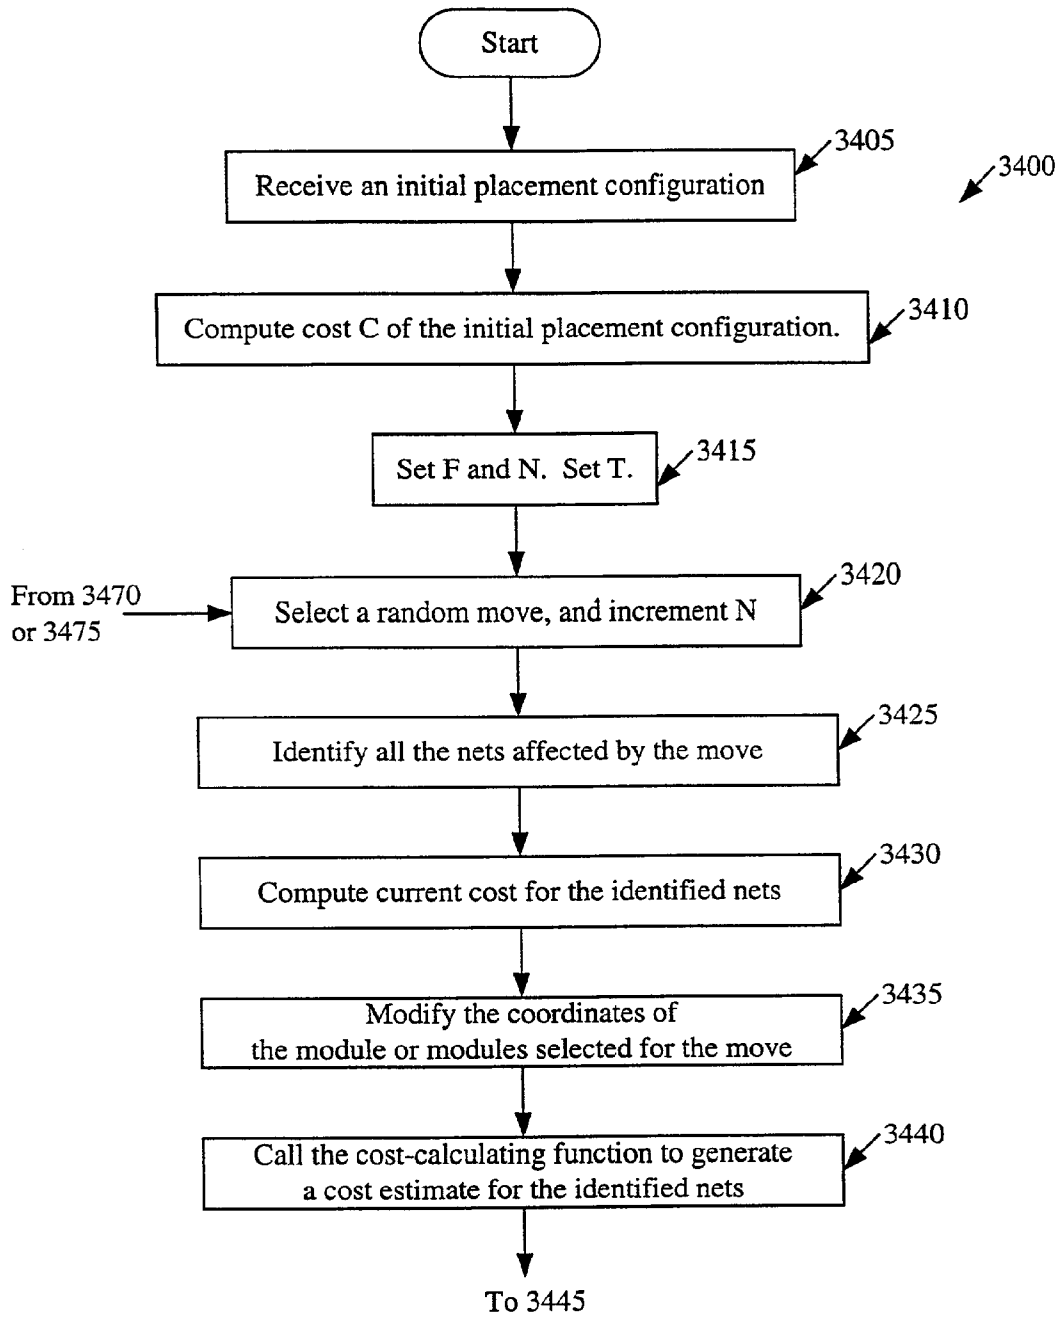 Start
3405
3400
Receive an initial placement configuration
3410
Compute cost C of the initial placement configuration.
3415
Set F and N. Set T.
3420
From 3470
or 3475
Select a random move, and increment N
3425
Identify all the nets affected by the move
3430
Compute current cost for the identified nets
3435
Modify the coordinates of
the module or modules selected for the move
3440
Call the cost-calculating function to generate
a cost estimate for the identified nets
To 3445